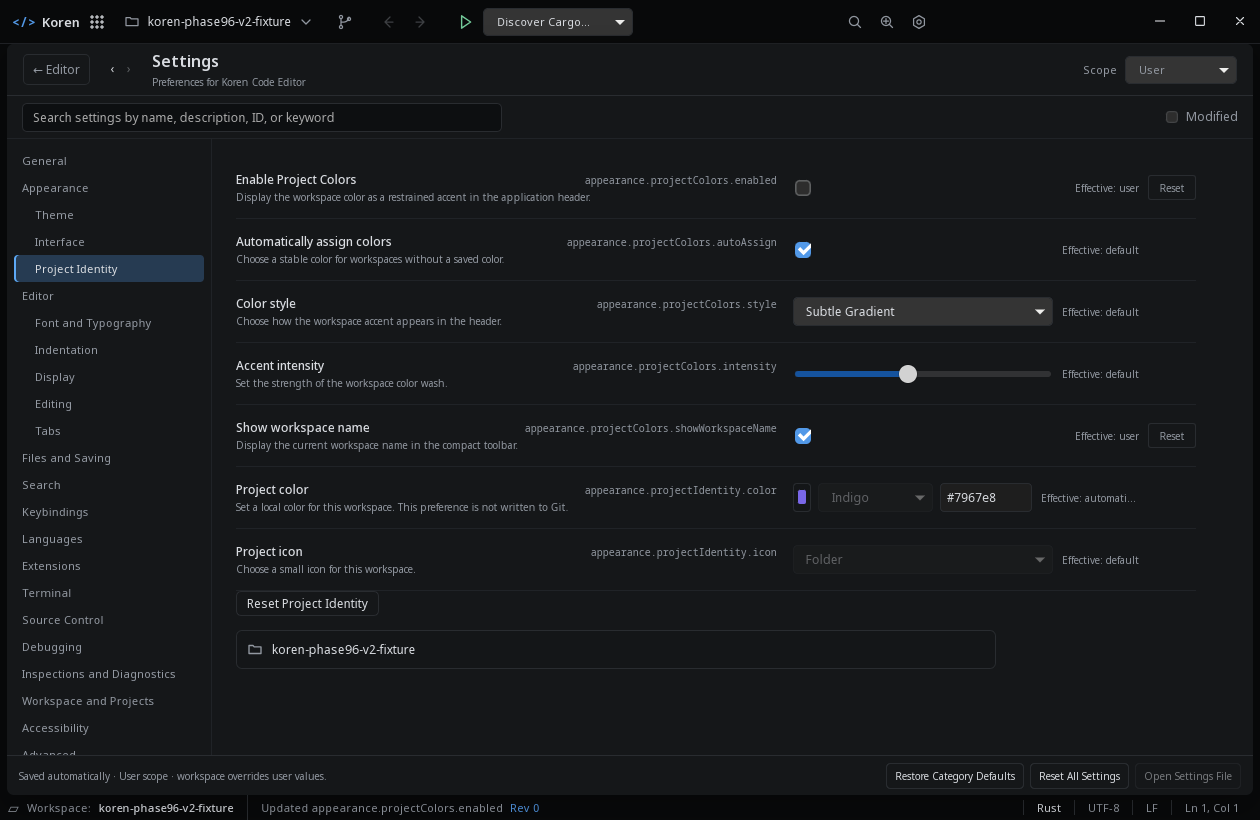 </> Koren koren-phase96-v2-fixture Discover Cargo...
← Editor ‹ › Settings
Preferences for Koren Code Editor
Scope User
Search settings by name, description, ID, or keyword
Modified
General
Appearance
Theme
Interface
Project Identity
Editor
Font and Typography
Indentation
Display
Editing
Tabs
Files and Saving
Search
Keybindings
Languages
Extensions
Terminal
Source Control
Debugging
Inspections and Diagnostics
Workspace and Projects
Accessibility
Advanced
Enable Project Colors appearance.projectColors.enabled
Display the workspace color as a restrained accent in the application header.
Effective: user Reset
Automatically assign colors appearance.projectColors.autoAssign
Choose a stable color for workspaces without a saved color.
Effective: default
Color style appearance.projectColors.style
Choose how the workspace accent appears in the header.
Subtle Gradient Effective: default
Accent intensity appearance.projectColors.intensity
Set the strength of the workspace color wash.
Effective: default
Show workspace name appearance.projectColors.showWorkspaceName
Display the current workspace name in the compact toolbar.
Effective: user Reset
Project color appearance.projectIdentity.color
Set a local color for this workspace. This preference is not written to Git.
Indigo #7967e8 Effective: automati...
Project icon appearance.projectIdentity.icon
Choose a small icon for this workspace.
Folder Effective: default
Reset Project Identity
koren-phase96-v2-fixture
Saved automatically · User scope · workspace overrides user values.
Restore Category Defaults Reset All Settings Open Settings File
Workspace: koren-phase96-v2-fixture Updated appearance.projectColors.enabled Rev 0 Rust UTF-8 LF Ln 1, Col 1